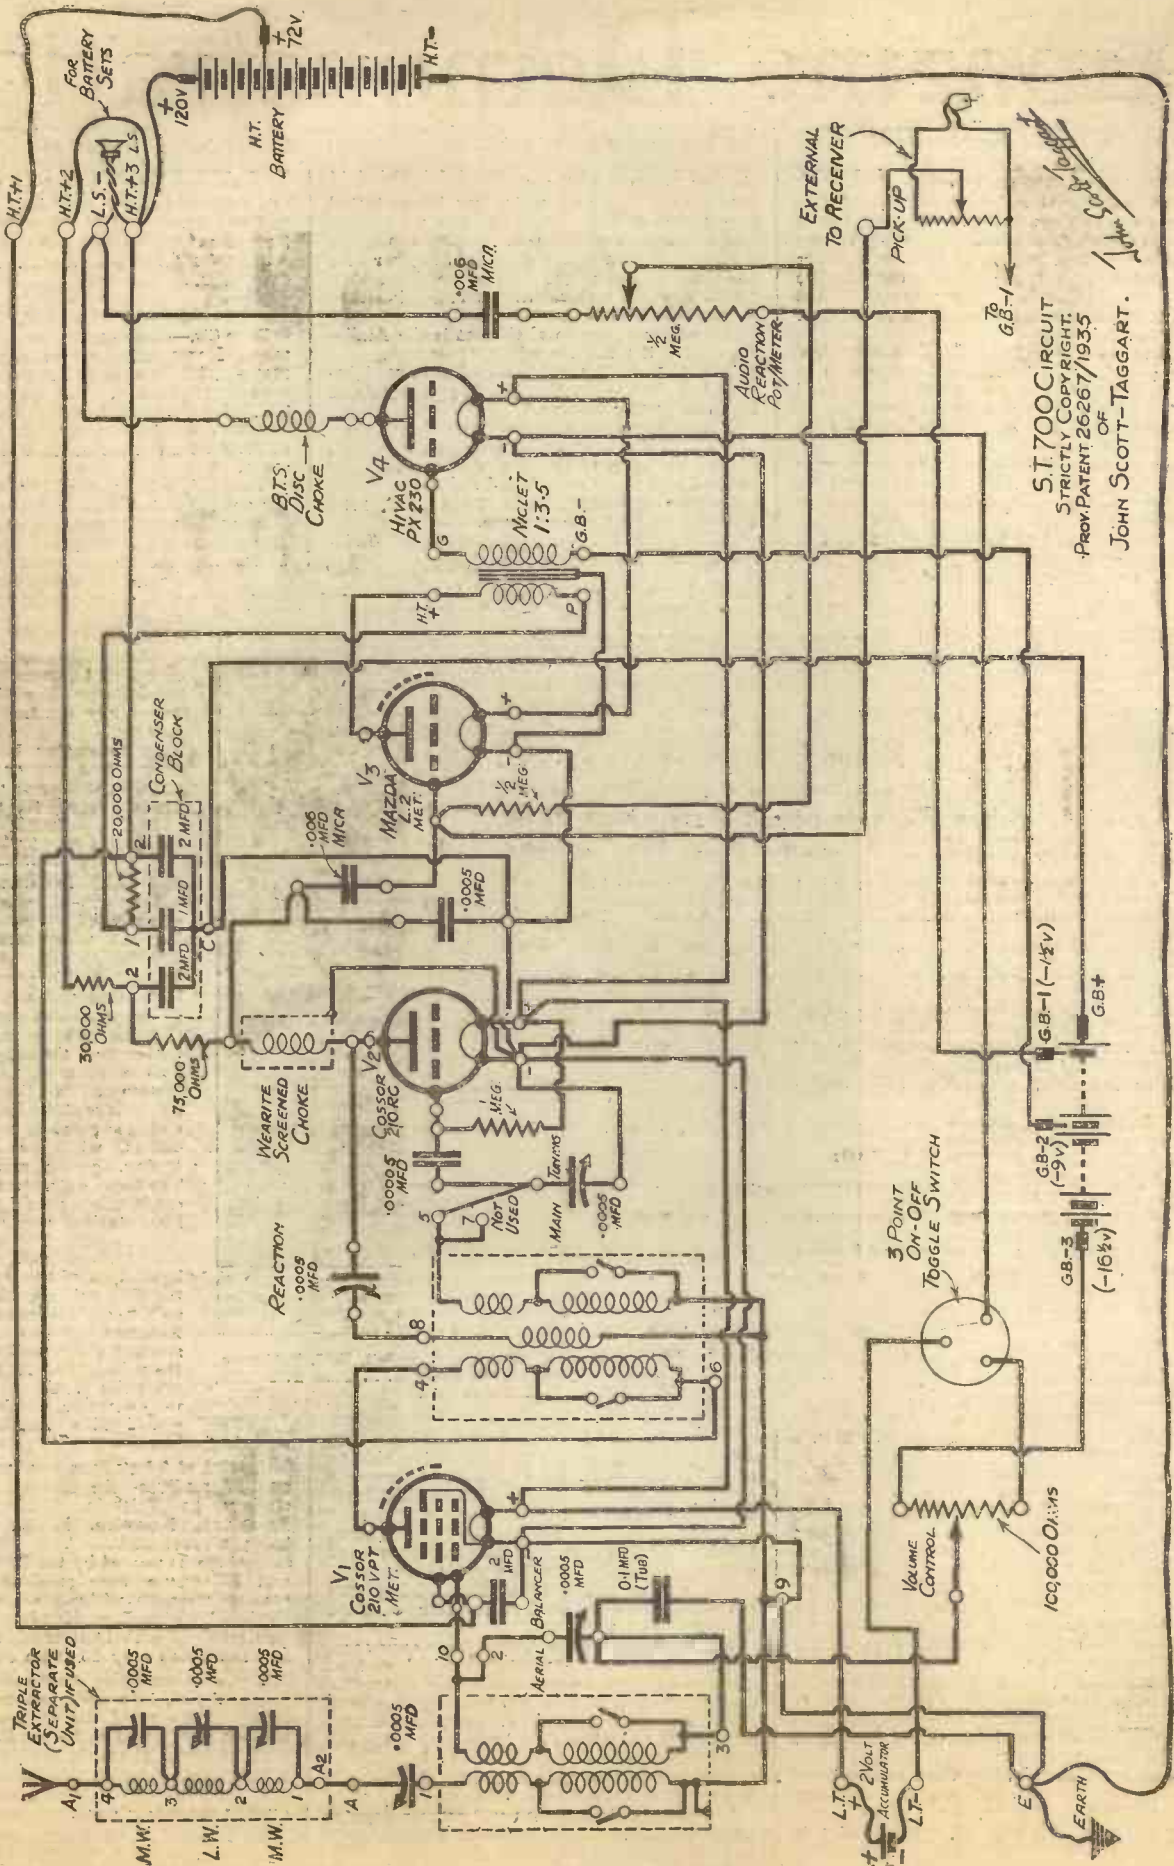 TRIPLE
EXTRACTOR
(SEPARATE
UNIT) IF USED
A1
4
3
2
1
A2
M.W.
L.W.
M.W.
.0005
MFD
.0005
MFD
.0005
MFD
A
.0005
MFD
1
3
10
2
AERIAL BALANCER
.0005
MFD
0.1 MFD
(TUB)
9
V1
COSSOR
210 VPT
MET.
2
MFD
+
-
4
8
6
REACTION
.0005
MFD
5
7
NOT
USED
MAIN TUNING
.0005
MFD
.00005
MFD
1
MEG.
V2
COSSOR
210 RC
+
-
WEARITE
SCREENED
CHOKE
75,000
OHMS
30,000
OHMS
2
1
2
2 MFD
1 MFD
2 MFD
C
20,000 OHMS
CONDENSER
BLOCK
.006
MFD
MICA
.0005
MFD
V3
MAZDA
L.2
MET.
½
MEG.
+
-
H.T.
+
P
G
G.B.-
NICLET
1:3.5
V4
HIVAC
PX 230
+
-
B.T.S.
DISC
CHOKE
.006
MFD
MICA
½
MEG.
AUDIO
REACTION
POT/METER
H.T.+1
H.T.+2
L.S.-
H.T.+3
L.S.
FOR
BATTERY
SETS
+
120V
+
72V.
H.T.-
H.T.
BATTERY
EXTERNAL
TO RECEIVER
PICK-UP
TO
G.B-1
S.T. 700 CIRCUIT
STRICTLY COPYRIGHT.
PROV. PATENT 26267/1935
OF
JOHN SCOTT-TAGGART.
John Scott-Taggart
G.B-1 (-1½V)
G.B.+
G.B-2
(-9V)
G.B-3
(-16½V)
3 POINT
ON-OFF
TOGGLE SWITCH
VOLUME
CONTROL
100,000 OHMS
L.T.
+
2 VOLT
ACCUMULATOR
L.T.-
+
-
E
EARTH